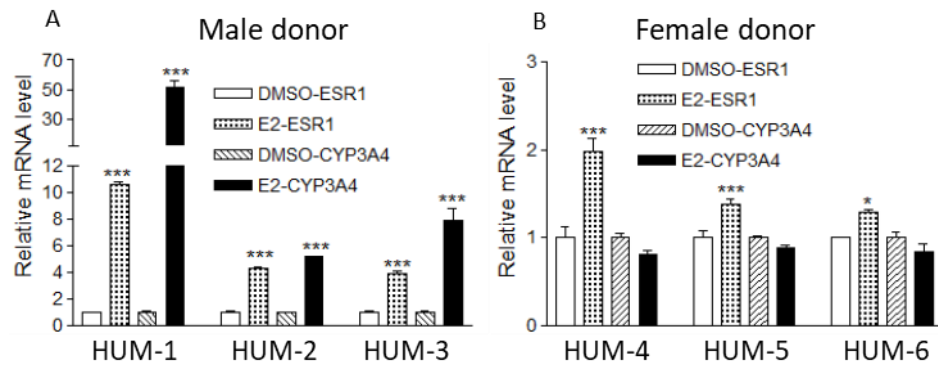 A
Male donor
Relative mRNA level
70
50
30
12
10
8
6
4
2
0
***
***
***
***
***
***
DMSO-ESR1
E2-ESR1
DMSO-CYP3A4
E2-CYP3A4
HUM-1 HUM-2 HUM-3
B
Female donor
Relative mRNA level
3
2
1
0
***
***
*
DMSO-ESR1
E2-ESR1
DMSO-CYP3A4
E2-CYP3A4
HUM-4 HUM-5 HUM-6